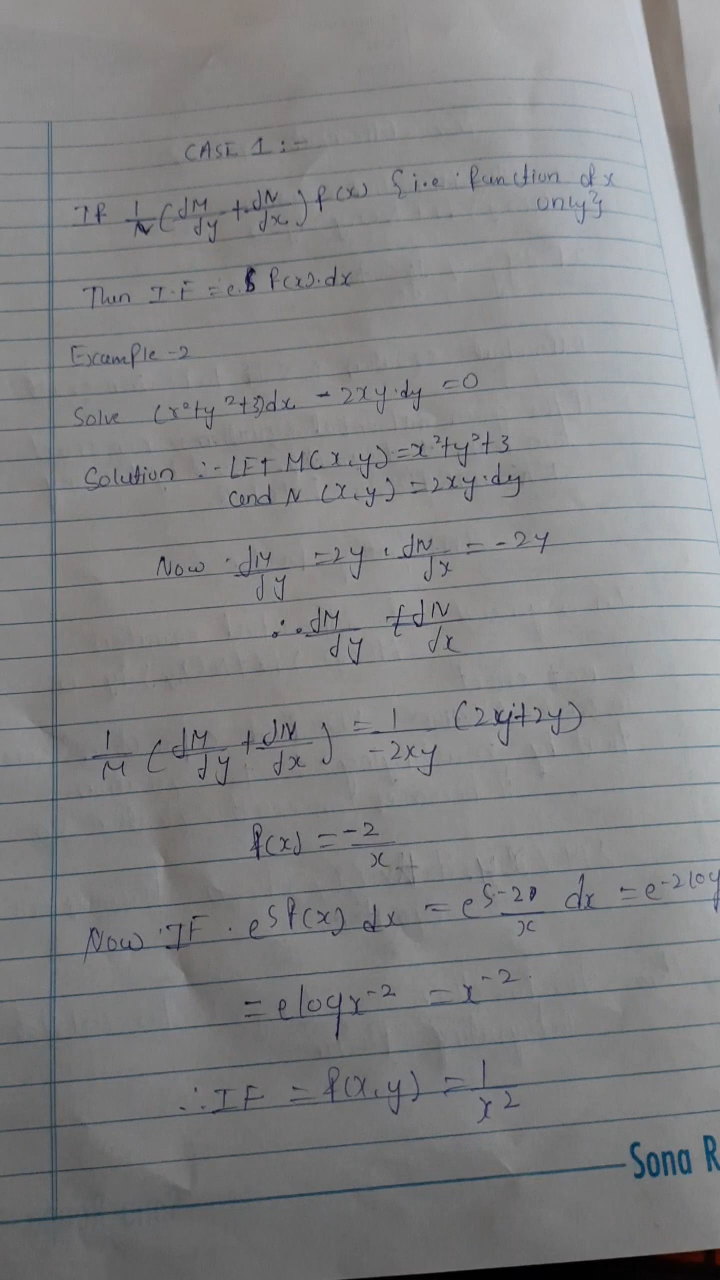 CASE 1 :-
If 1/N (dM/dy + dN/dx) f(x) {i.e. function of x only}
Then I.F = e.∫ f(x).dx
Example -2
Solve (x²+y²+3)dx - 2xy.dy =0
Solution :- LET M(x,y)=x²+y²+3
and N (x,y) = 2xy.dy
Now . dM/dy =2y , dN/dx = -2y
∴ dM/dy ≠ dN/dx
1/M (dM/dy + dN/dx) = 1/-2xy (2y+2y)
f(x) = -2/x
Now IF . e∫f(x) dx = e∫-2/x dx = e-2log
= elogx-2 = x-2
∴ IF = f(x,y) = 1/x2
Sona R